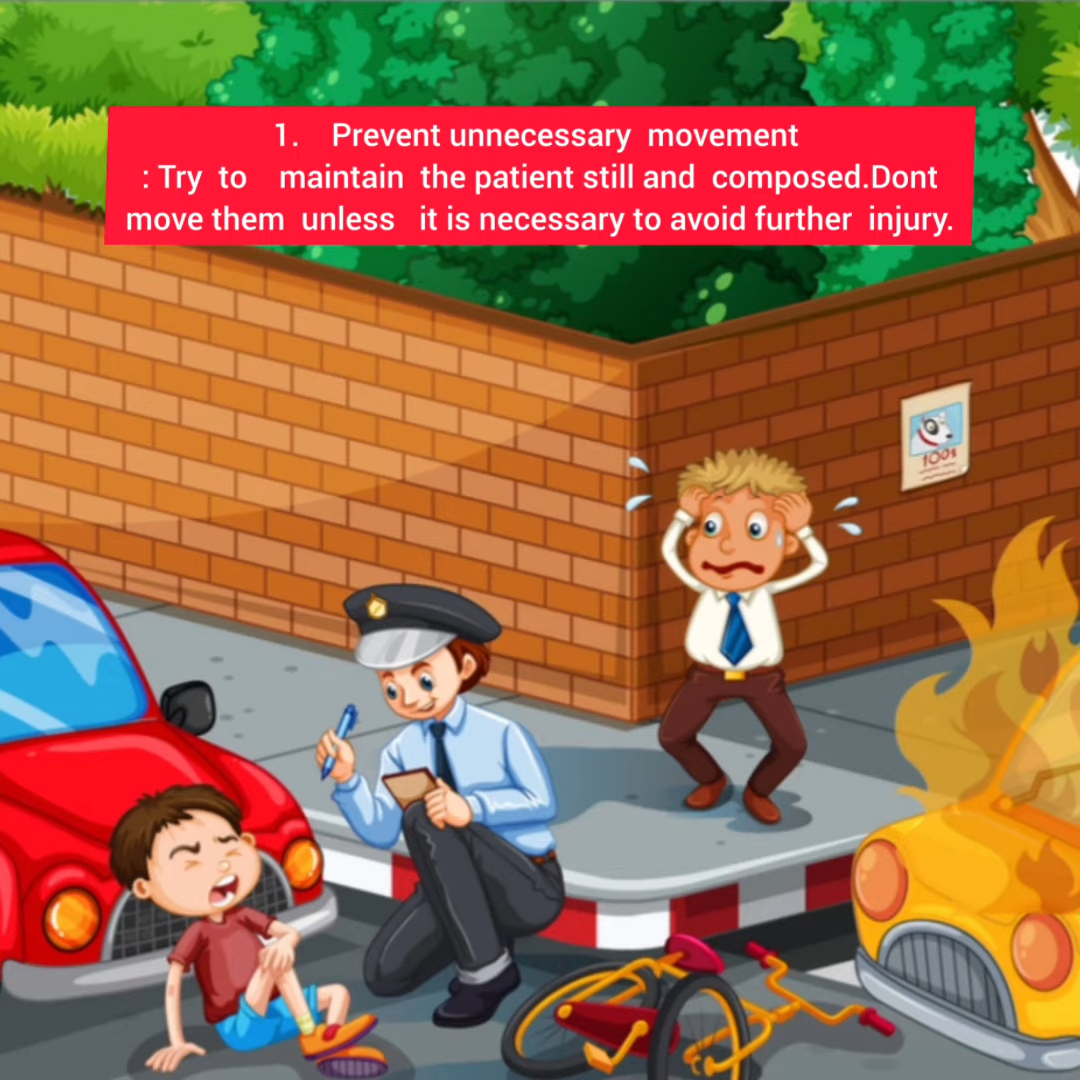 1. Prevent unnecessary movement
: Try to maintain the patient still and composed.Dont
move them unless it is necessary to avoid further injury.
100$